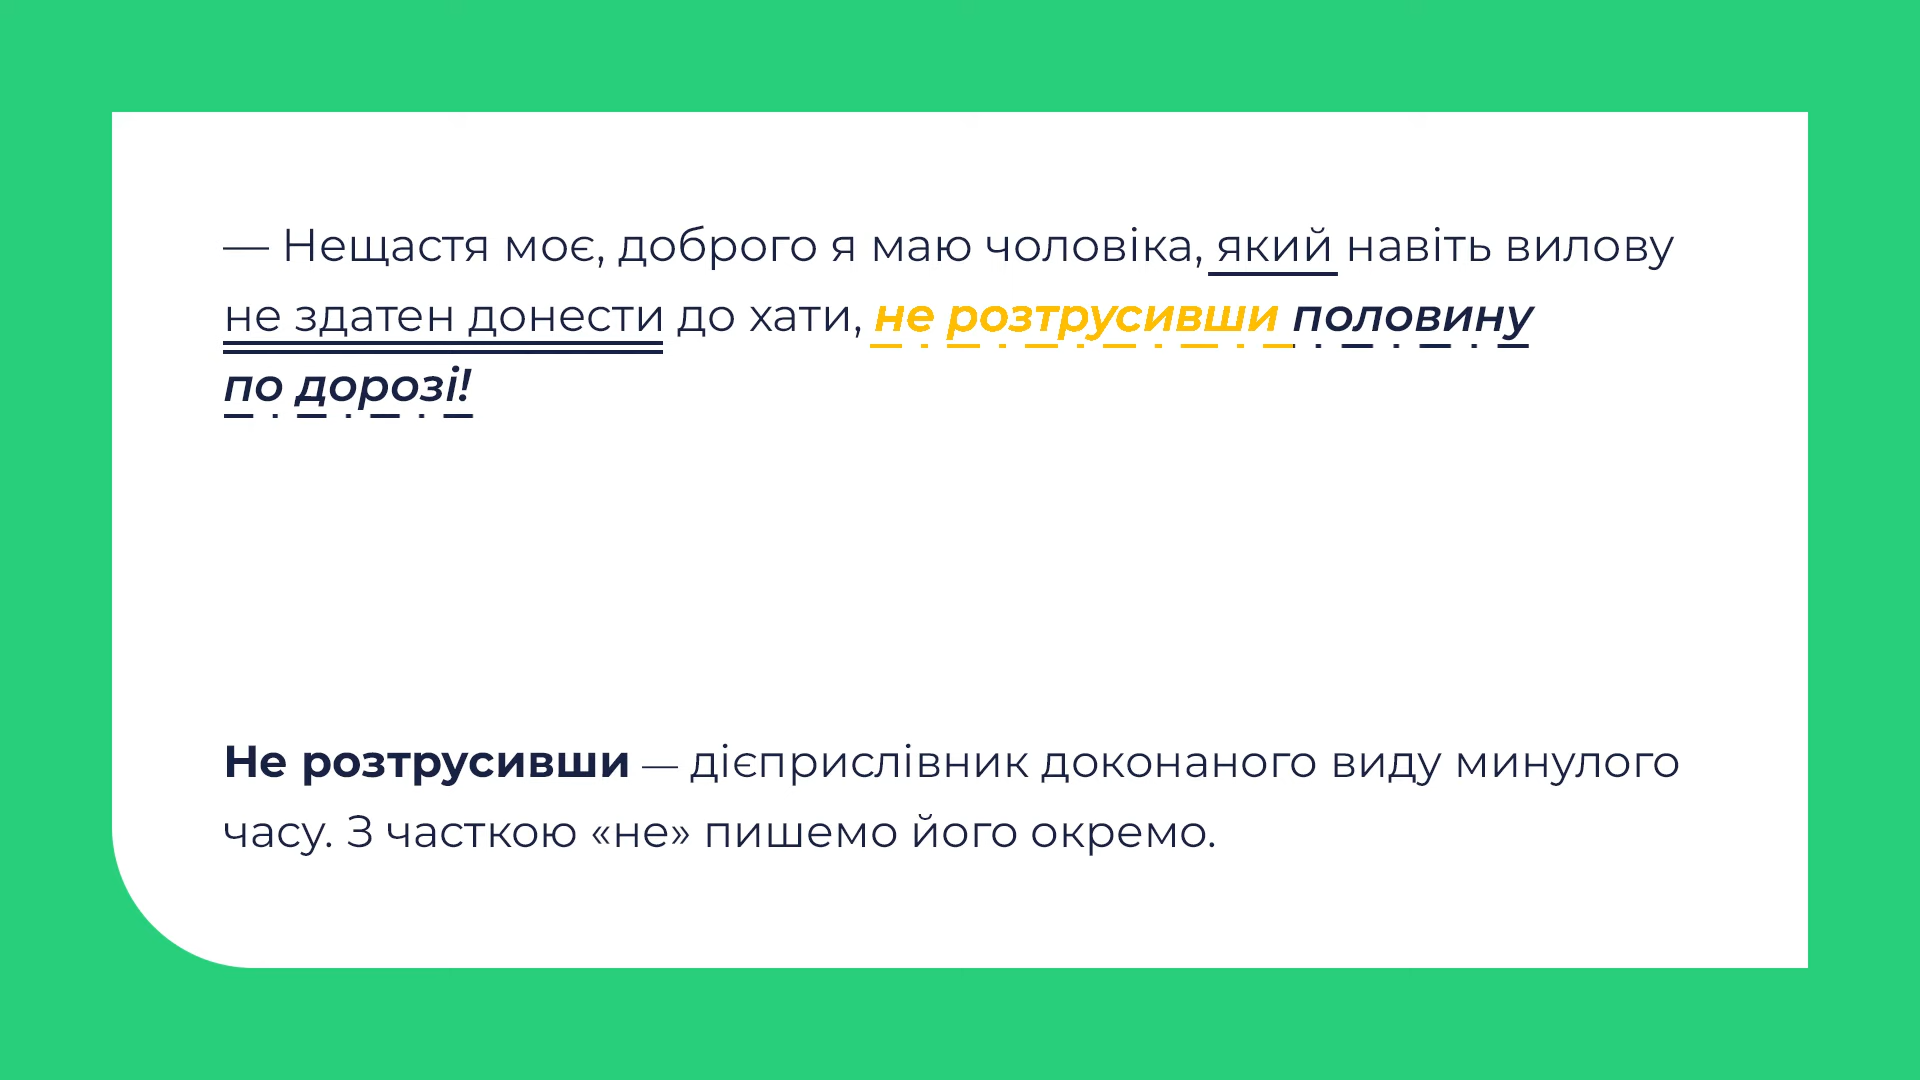 — Нещастя моє, доброго я маю чоловіка, який навіть вилову
не здатен донести до хати, не розтрусивши половину
по дорозі!
Не розтрусивши — дієприслівник доконаного виду минулого
часу. З часткою «не» пишемо його окремо.